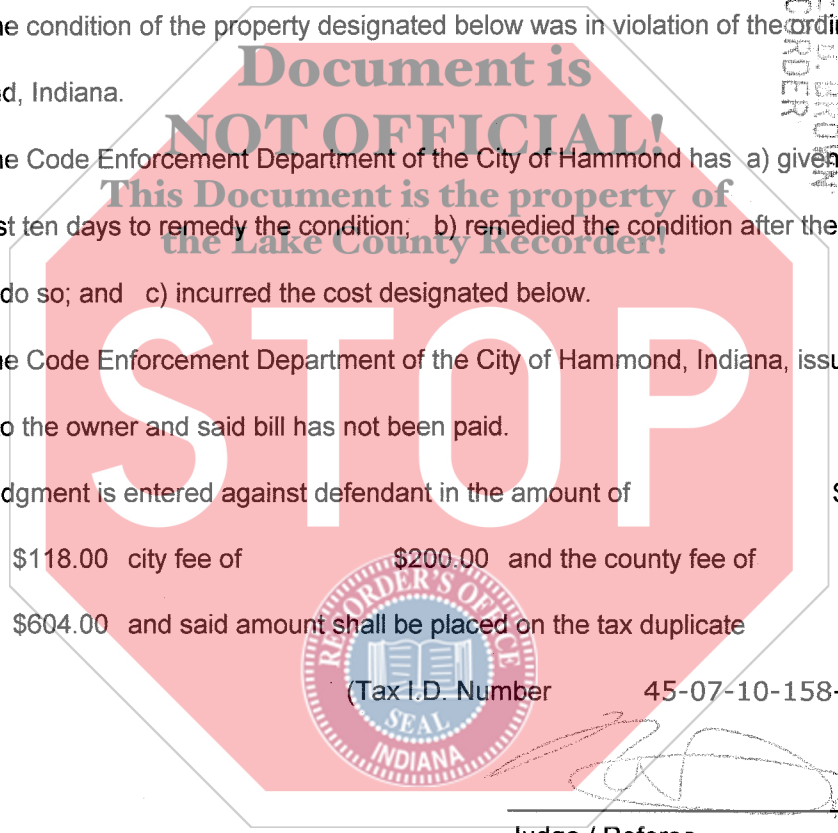 e condition of the property designated below was in violation of the ordi
Document is
d, Indiana.
NOT OFFICIAL!
e Code Enforcement Department of the City of Hammond has a) given
This Document is the property of
st ten days to remedy the condition; b) remedied the condition after the
the Lake County Recorder!
do so; and c) incurred the cost designated below.
STOP
e Code Enforcement Department of the City of Hammond, Indiana, issu
o the owner and said bill has not been paid.
dgment is entered against defendant in the amount of $
$118.00 city fee of $200.00 and the county fee of
$604.00 and said amount shall be placed on the tax duplicate
(Tax I.D. Number 45-07-10-158-
RECORDER'S OFFICE
SEAL
INDIANA
Judge / Referee